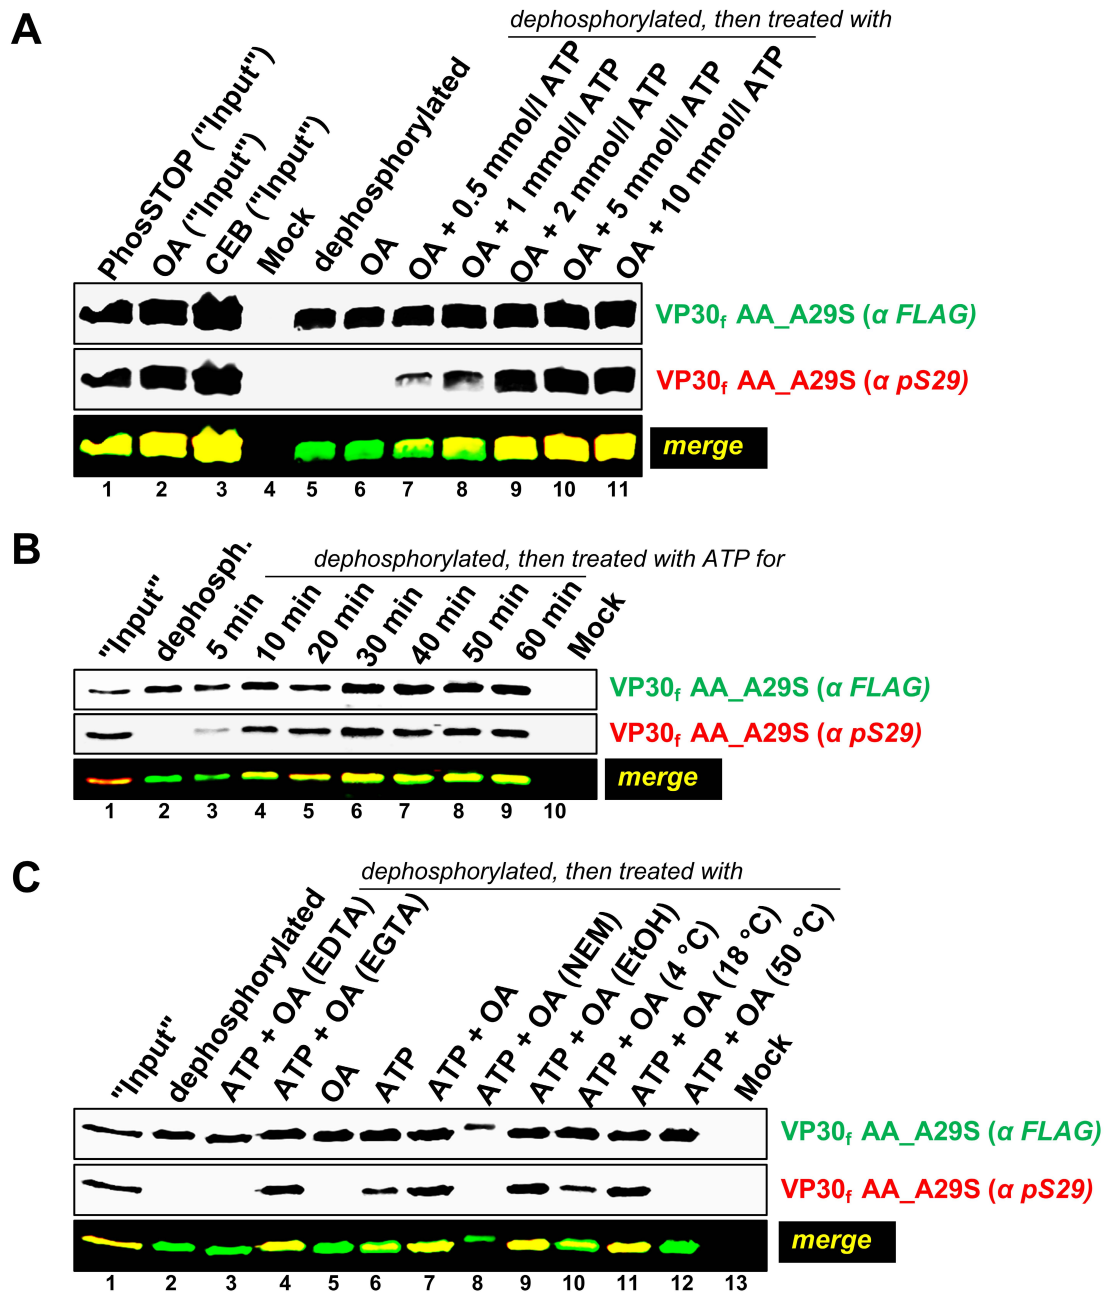 A
dephosphorylated, then treated with
PhosSTOP ("Input")
OA ("Input")
CEB ("Input")
Mock
dephosphorylated
OA
OA + 0.5 mmol/l ATP
OA + 1 mmol/l ATP
OA + 2 mmol/l ATP
OA + 5 mmol/l ATP
OA + 10 mmol/l ATP
VP30f AA_A29S (α FLAG)
VP30f AA_A29S (α pS29)
merge
1 2 3 4 5 6 7 8 9 10 11
B
dephosphorylated, then treated with ATP for
"Input"
dephosph.
5 min
10 min
20 min
30 min
40 min
50 min
60 min
Mock
VP30f AA_A29S (α FLAG)
VP30f AA_A29S (α pS29)
merge
1 2 3 4 5 6 7 8 9 10
C
dephosphorylated, then treated with
"Input"
dephosphorylated
ATP + OA (EDTA)
ATP + OA (EGTA)
OA
ATP
ATP + OA
ATP + OA (NEM)
ATP + OA (EtOH)
ATP + OA (4 °C)
ATP + OA (18 °C)
ATP + OA (50 °C)
Mock
VP30f AA_A29S (α FLAG)
VP30f AA_A29S (α pS29)
merge
1 2 3 4 5 6 7 8 9 10 11 12 13